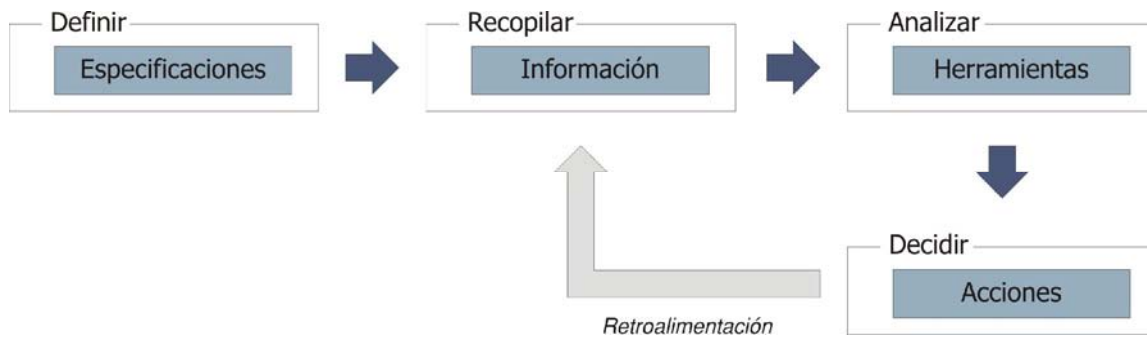 Definir
Especificaciones
Recopilar
Información
Analizar
Herramientas
Decidir
Acciones
Retroalimentación